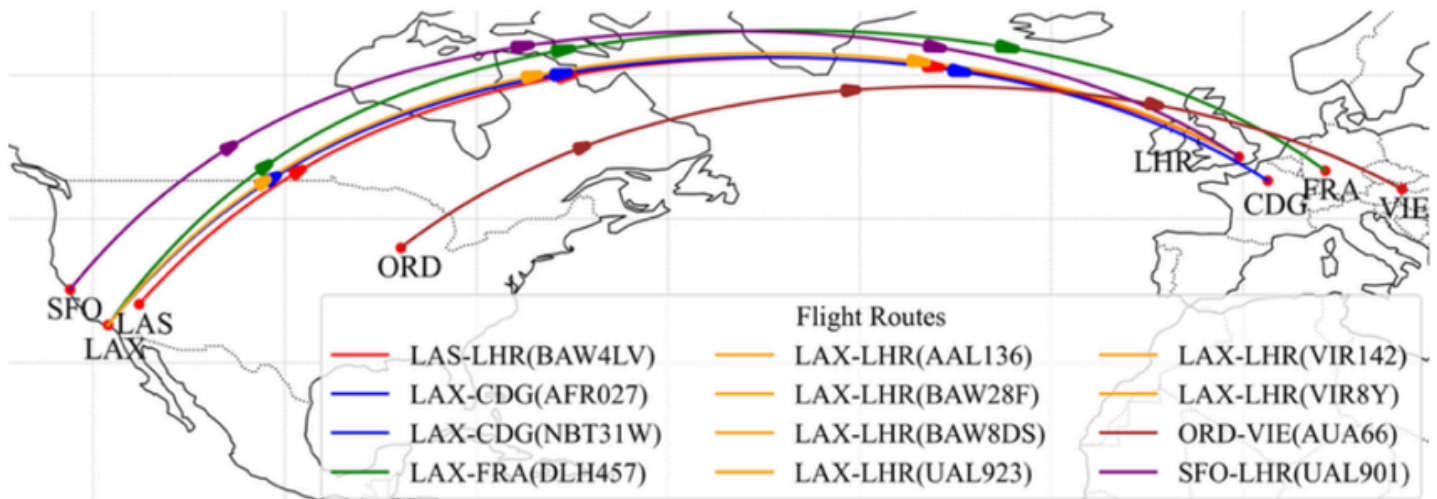 LHR
FRA
CDG
VIE
ORD
SFO
LAS
LAX
Flight Routes
LAS-LHR(BAW4LV)
LAX-CDG(AFR027)
LAX-CDG(NBT31W)
LAX-FRA(DLH457)
LAX-LHR(AAL136)
LAX-LHR(BAW28F)
LAX-LHR(BAW8DS)
LAX-LHR(UAL923)
LAX-LHR(VIR142)
LAX-LHR(VIR8Y)
ORD-VIE(AUA66)
SFO-LHR(UAL901)